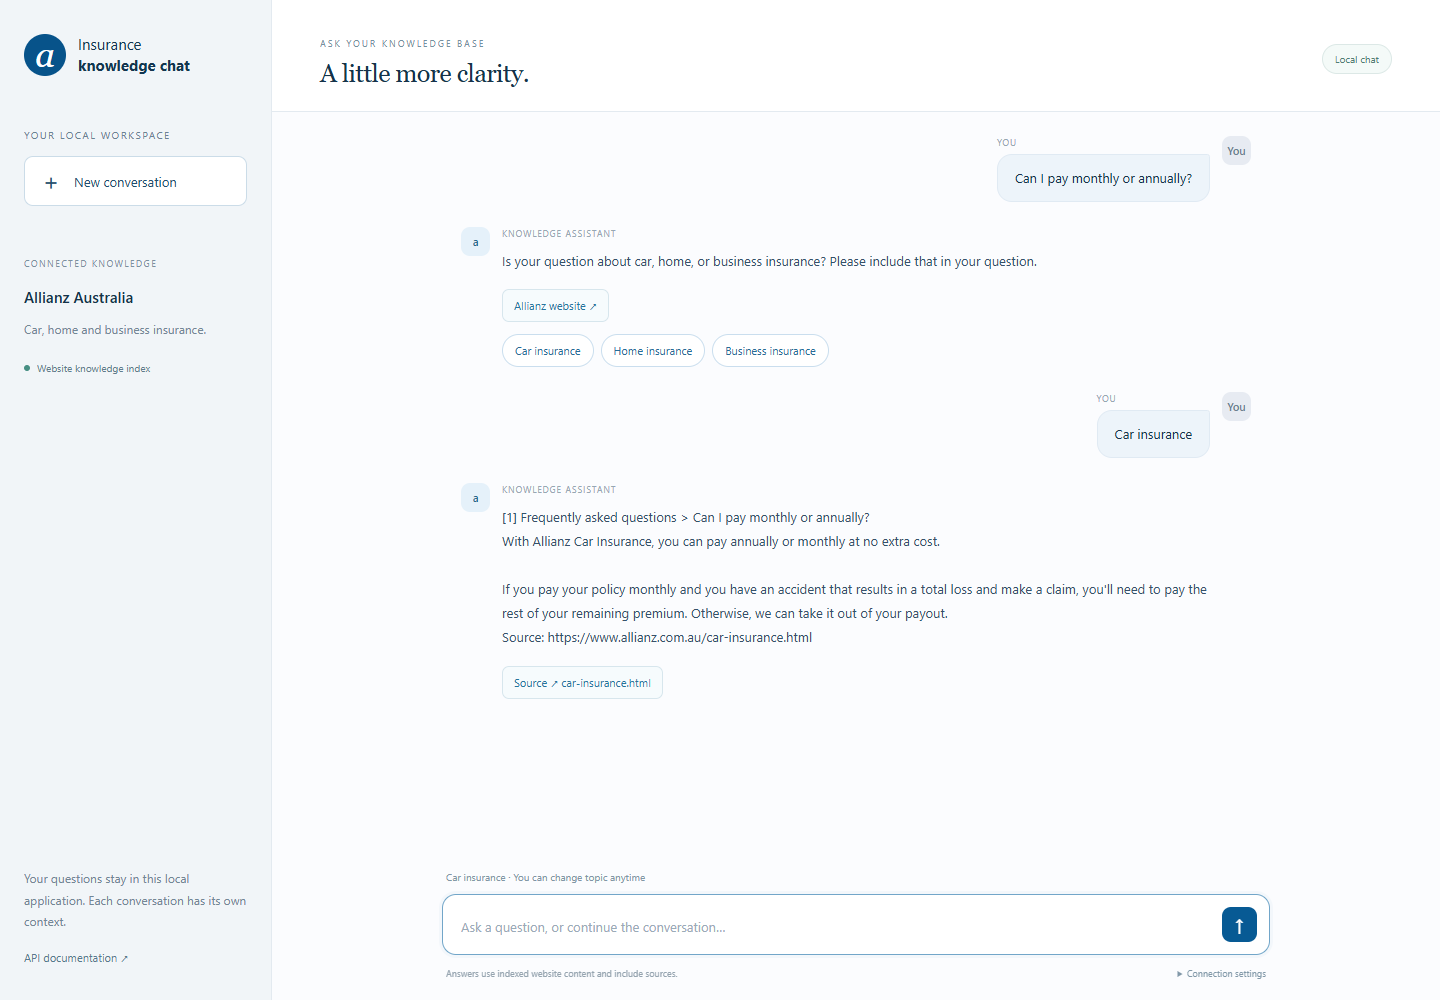 a
Insurance
knowledge chat
YOUR LOCAL WORKSPACE
+ New conversation
CONNECTED KNOWLEDGE
Allianz Australia
Car, home and business insurance.
Website knowledge index
Your questions stay in this local
application. Each conversation has its own
context.
API documentation ↗
ASK YOUR KNOWLEDGE BASE
A little more clarity.
Local chat
YOU
You
Can I pay monthly or annually?
a
KNOWLEDGE ASSISTANT
Is your question about car, home, or business insurance? Please include that in your question.
Allianz website ↗
Car insurance
Home insurance
Business insurance
YOU
You
Car insurance
a
KNOWLEDGE ASSISTANT
[1] Frequently asked questions > Can I pay monthly or annually?
With Allianz Car Insurance, you can pay annually or monthly at no extra cost.
If you pay your policy monthly and you have an accident that results in a total loss and make a claim, you'll need to pay the
rest of your remaining premium. Otherwise, we can take it out of your payout.
Source: https://www.allianz.com.au/car-insurance.html
Source ↗ car-insurance.html
Car insurance · You can change topic anytime
Ask a question, or continue the conversation...
↑
Answers use indexed website content and include sources.
▶ Connection settings